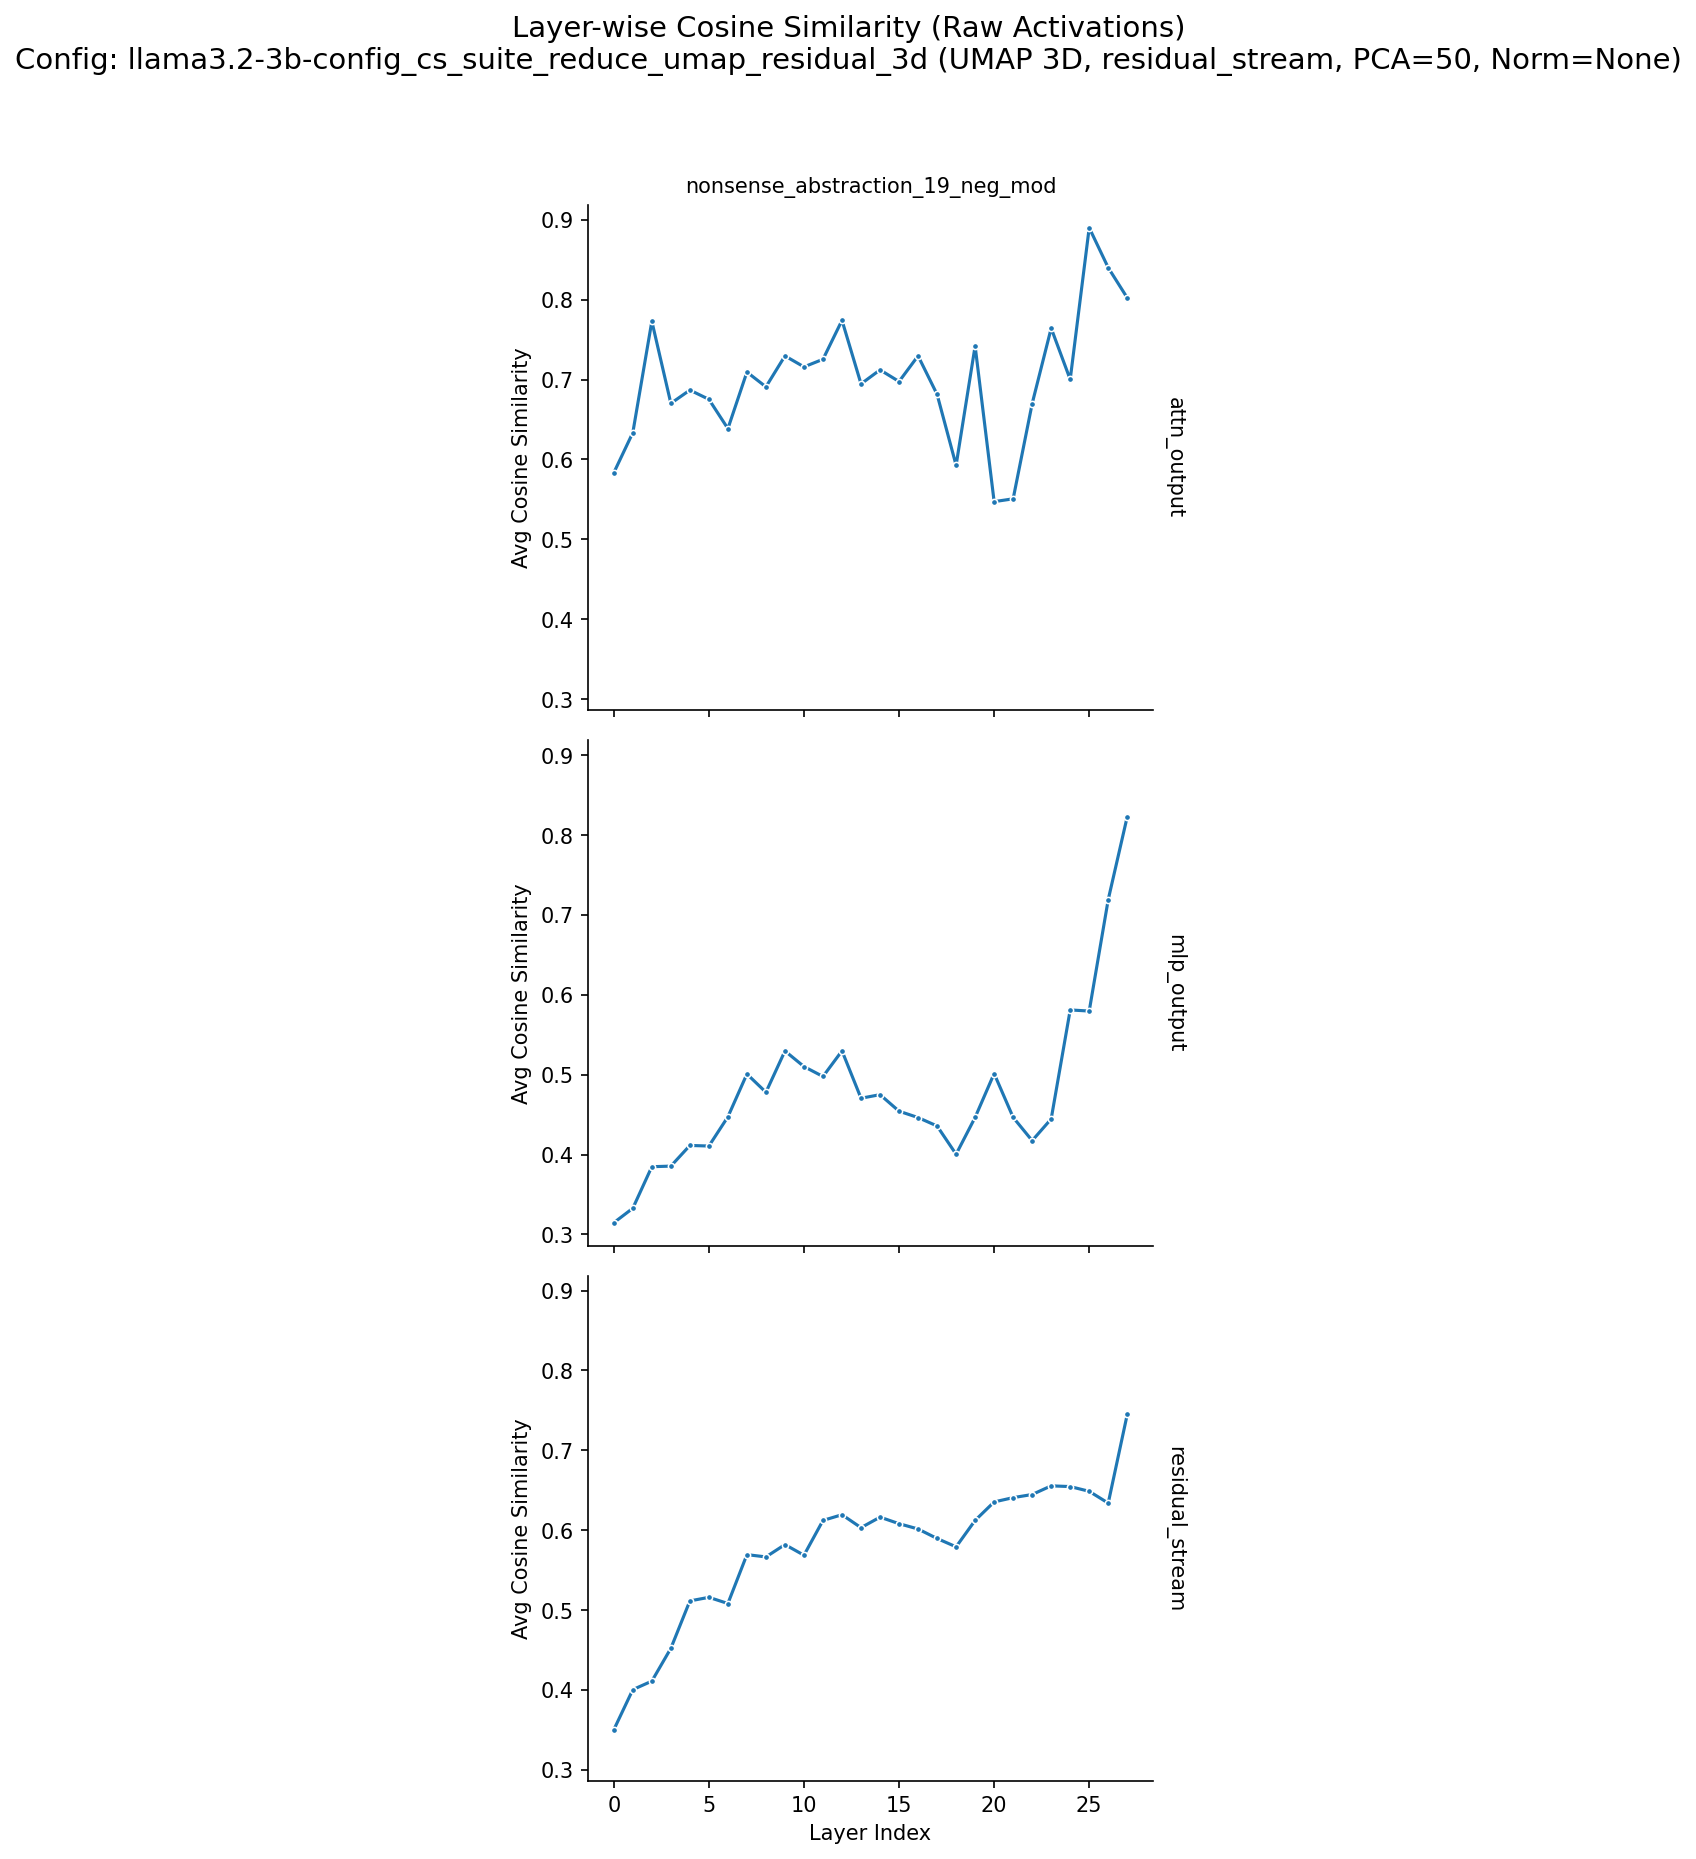 Layer-wise Cosine Similarity (Raw Activations)
Config: llama3.2-3b-config_cs_suite_reduce_umap_residual_3d (UMAP 3D, residual_stream, PCA=50, Norm=None)
nonsense_abstraction_19_neg_mod
0.9
0.8
0.7
0.6
0.5
0.4
0.3
Avg Cosine Similarity
attn_output
0.9
0.8
0.7
0.6
0.5
0.4
0.3
Avg Cosine Similarity
mlp_output
0.9
0.8
0.7
0.6
0.5
0.4
0.3
Avg Cosine Similarity
residual_stream
0 5 10 15 20 25
Layer Index